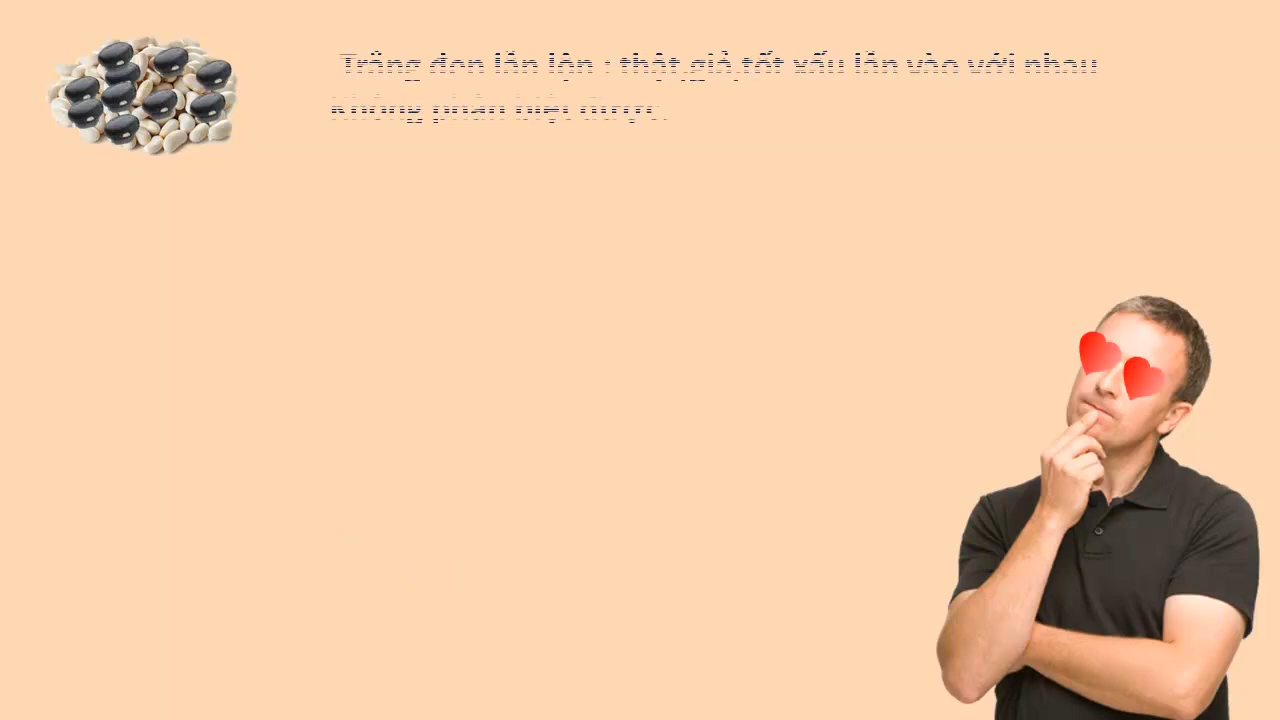 Trắng đen lẫn lộn : thật,giả,tốt xấu lẫn vào với nhau
Không phân biệt được.